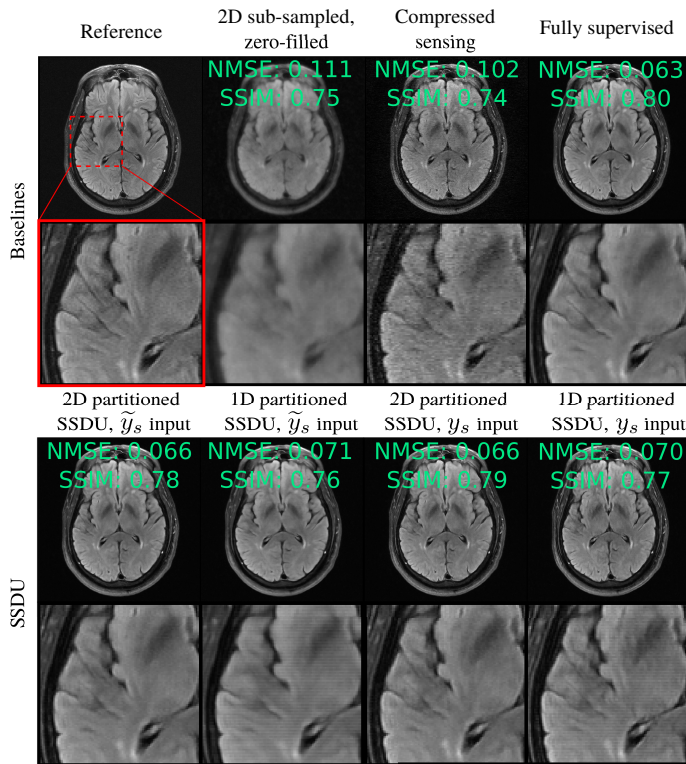 Reference
2D sub-sampled,
zero-filled
Compressed
sensing
Fully supervised
NMSE: 0.111
SSIM: 0.75
NMSE: 0.102
SSIM: 0.74
NMSE: 0.063
SSIM: 0.80
Baselines
2D partitioned
SSDU, ỹₛ input
1D partitioned
SSDU, ỹₛ input
2D partitioned
SSDU, yₛ input
1D partitioned
SSDU, yₛ input
NMSE: 0.066
SSIM: 0.78
NMSE: 0.071
SSIM: 0.76
NMSE: 0.066
SSIM: 0.79
NMSE: 0.070
SSIM: 0.77
SSDU